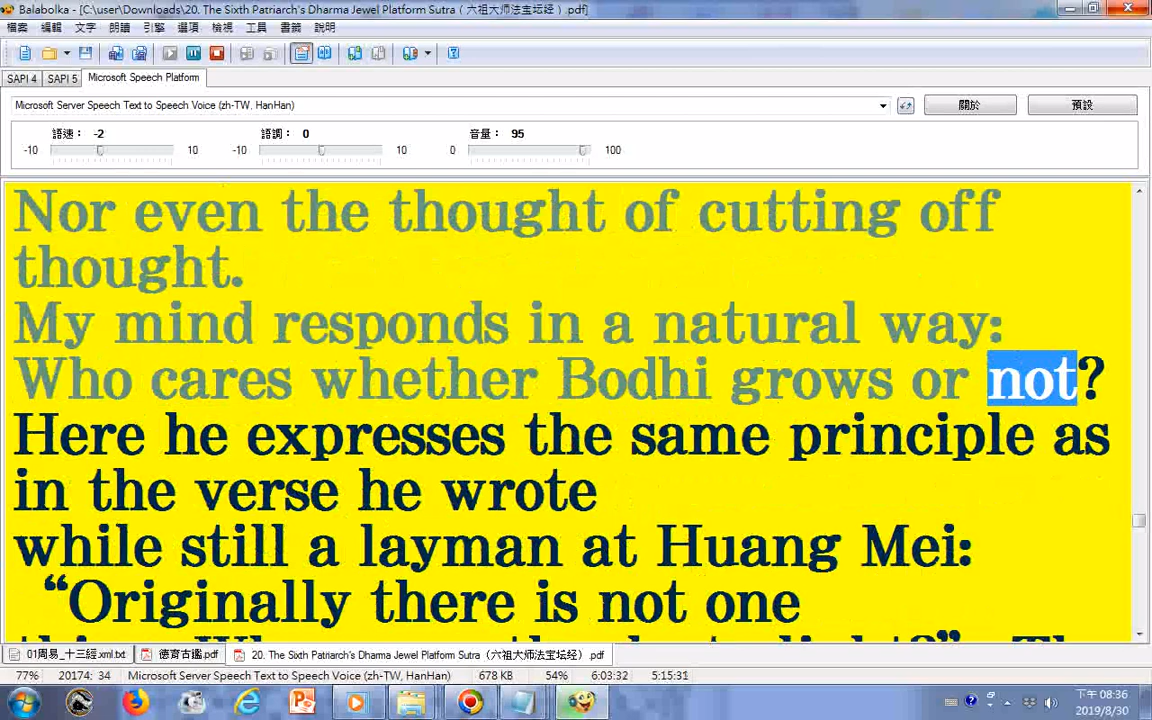 Balabolka - [C:\user\Downloads\20. The Sixth Patriarch's Dharma Jewel Platform Sutra（六祖大师法宝坛经）.pdf]
檔案 編輯 文字 朗讀 引擎 選項 檢視 工具 書籤 說明
SAPI 4 SAPI 5 Microsoft Speech Platform
Microsoft Server Speech Text to Speech Voice (zh-TW, HanHan) 關於 預設
語速： -2 語調： 0 音量： 95
-10 10 -10 10 0 100
Nor even the thought of cutting off
thought.
My mind responds in a natural way:
Who cares whether Bodhi grows or not?
Here he expresses the same principle as
in the verse he wrote
while still a layman at Huang Mei:
“Originally there is not one
01周易_十三經.xml.txt 德育古鑑.pdf 20. The Sixth Patriarch's Dharma Jewel Platform Sutra（六祖大师法宝坛经）.pdf
77% 20174: 34 Microsoft Server Speech Text to Speech Voice (zh-TW, HanHan) 678 KB 54% 6:03:32 5:15:31
下午 08:36
2019/8/30